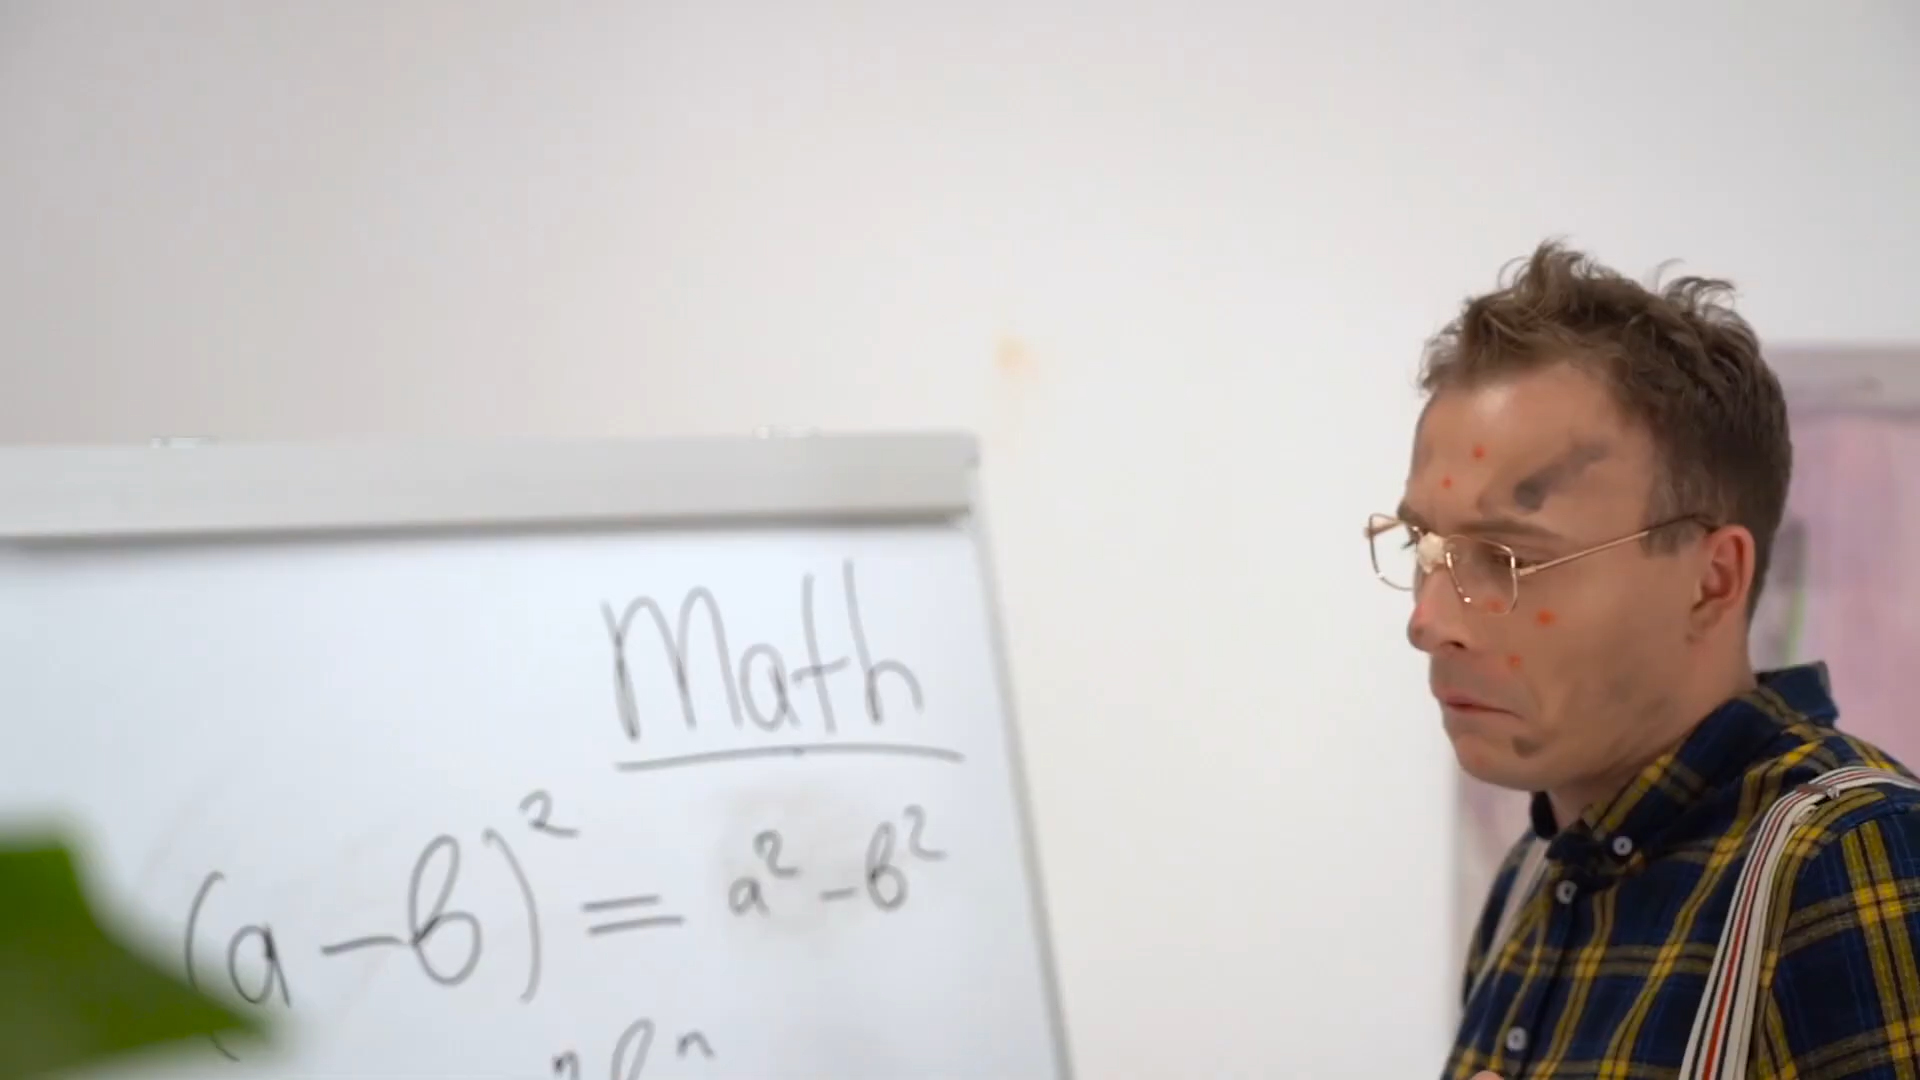 Math
(a-b)² = a²-b²